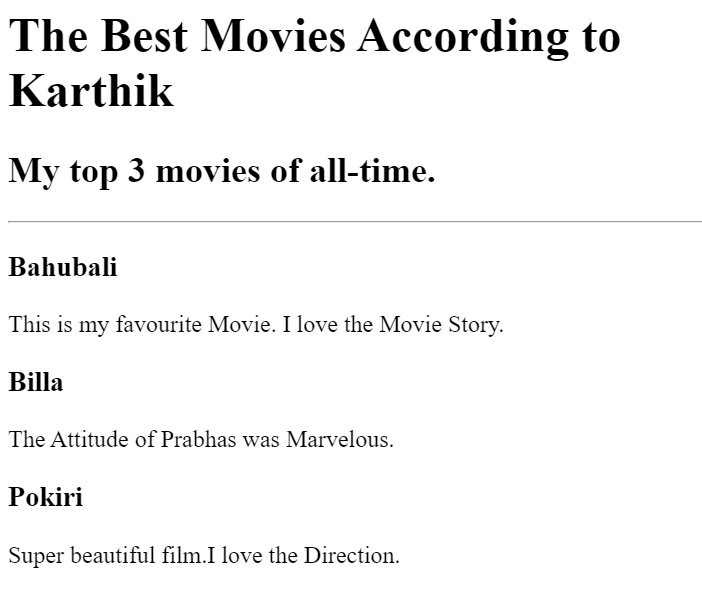 The Best Movies According to
Karthik
My top 3 movies of all-time.
Bahubali
This is my favourite Movie. I love the Movie Story.
Billa
The Attitude of Prabhas was Marvelous.
Pokiri
Super beautiful film.I love the Direction.